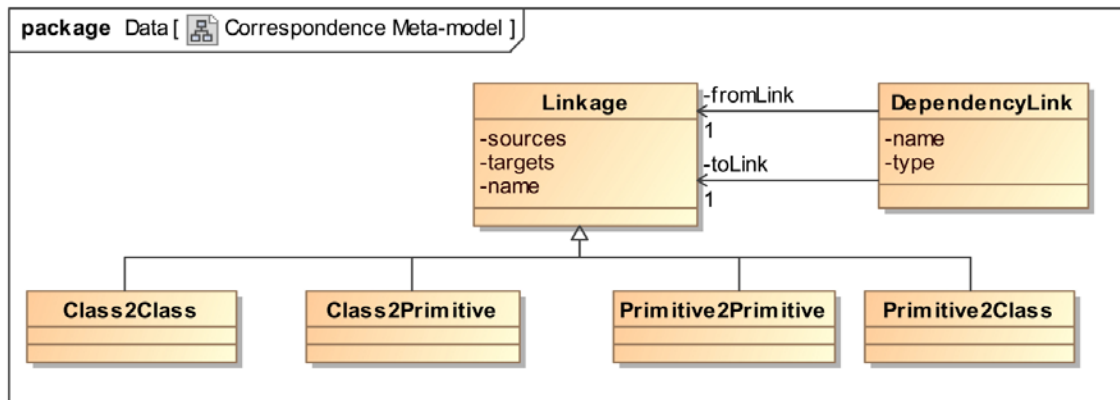 package Data [ Correspondence Meta-model ]
Linkage
-sources
-targets
-name
-fromLink
1
-toLink
1
DependencyLink
-name
-type
Class2Class
Class2Primitive
Primitive2Primitive
Primitive2Class